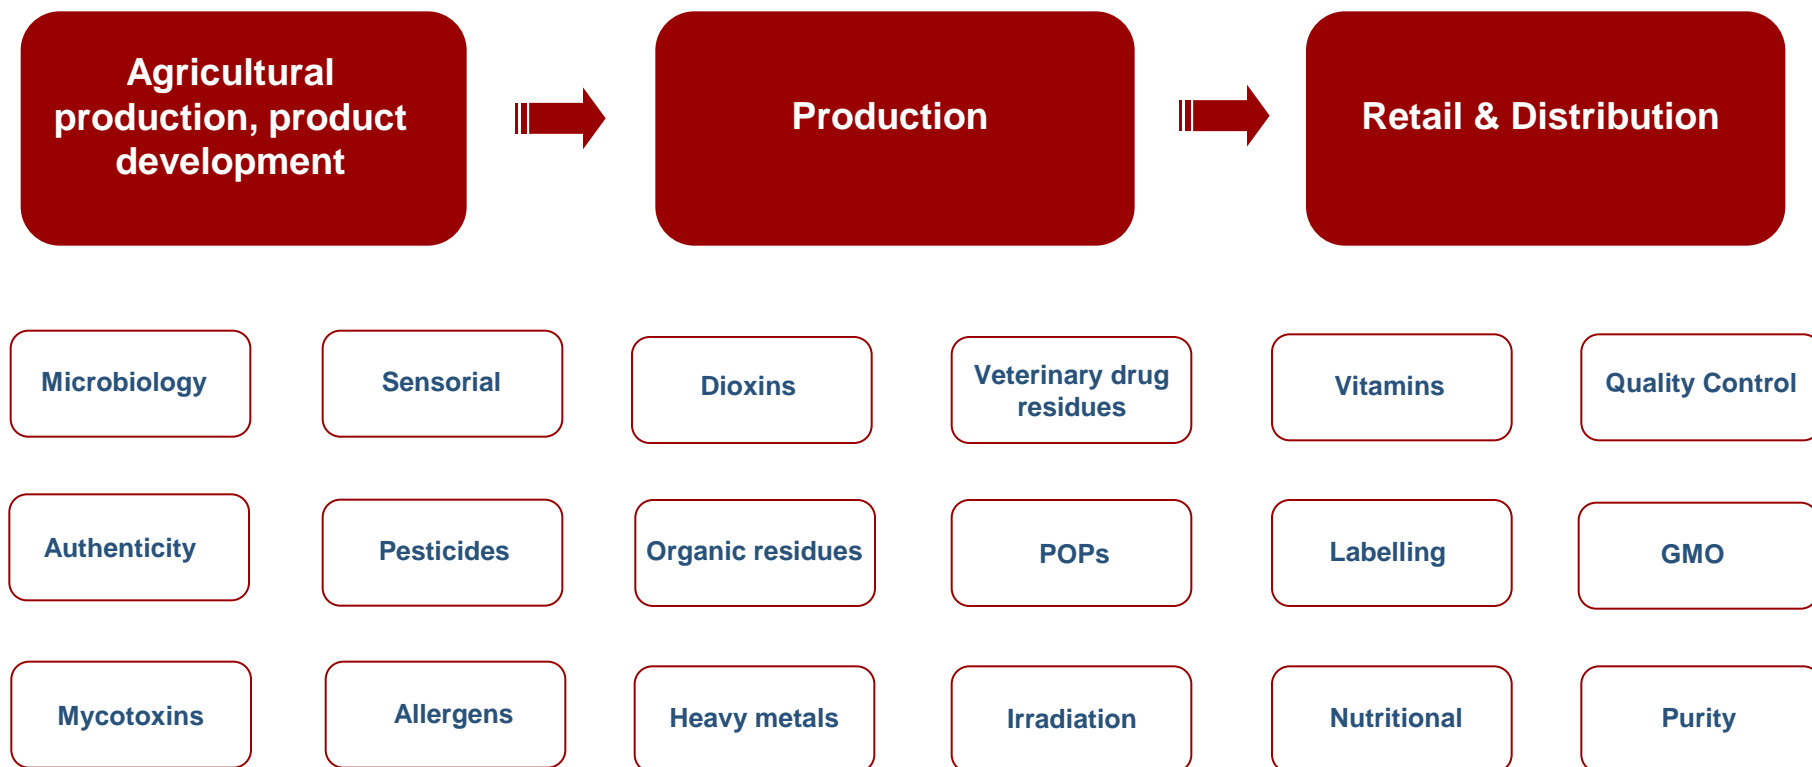 Agricultural
production, product
development
Production
Retail & Distribution
Microbiology
Sensorial
Dioxins
Veterinary drug
residues
Vitamins
Quality Control
Authenticity
Pesticides
Organic residues
POPs
Labelling
GMO
Mycotoxins
Allergens
Heavy metals
Irradiation
Nutritional
Purity